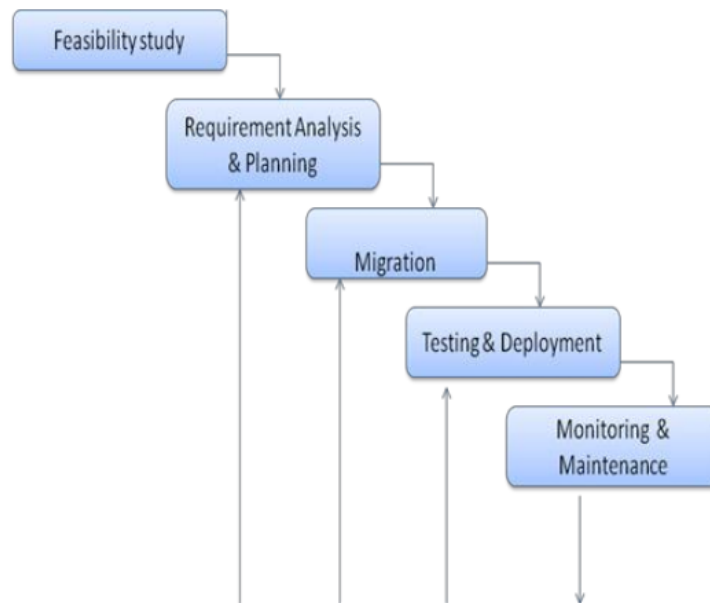 Feasibility study
Requirement Analysis
& Planning
Migration
Testing & Deployment
Monitoring &
Maintenance